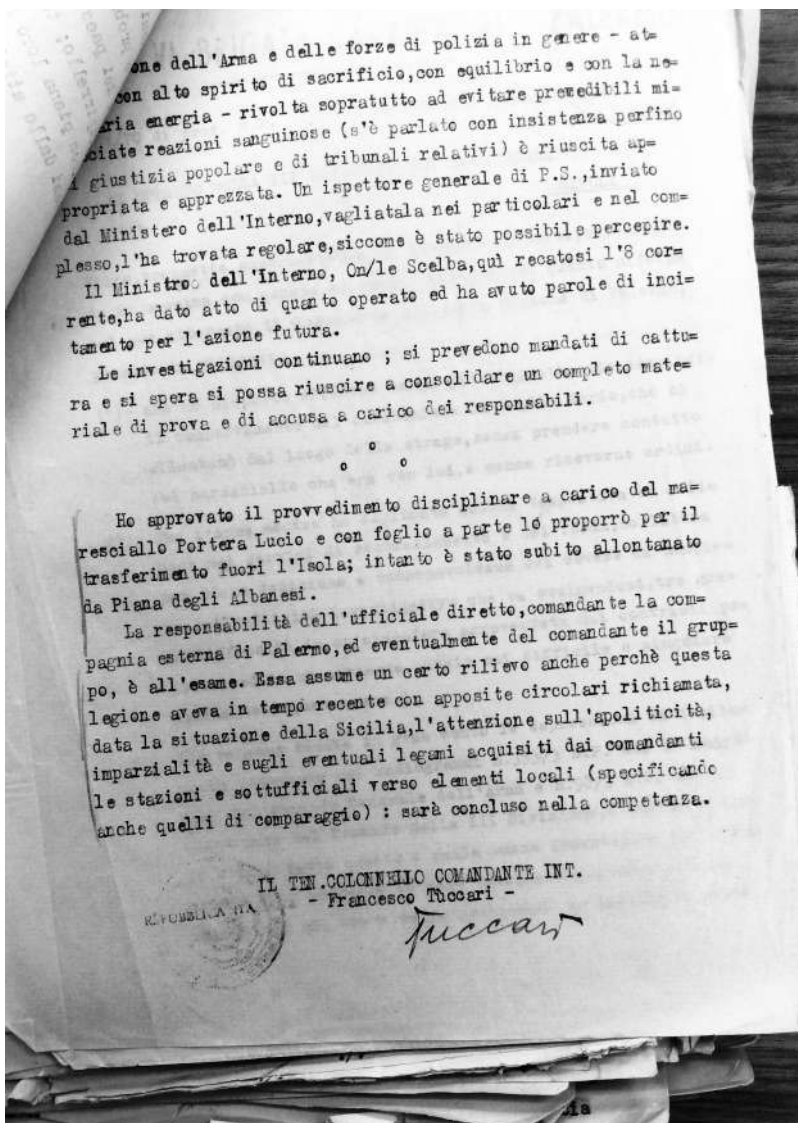 one dell'Arma e delle forze di polizia in genere - at=
con alto spirito di sacrificio,con equilibrio e con la ne=
ria energia - rivolta sopratutto ad evitare prevedibili mi=
ciate reazioni sanguinose (s'è parlato con insistenza perfino
giustizia popolare e di tribunali relativi) è riuscita ap=
propriata e apprezzata. Un ispettore generale di P.S.,inviato
dal Ministero dell'Interno,vagliatala nei particolari e nel com=
plesso,l'ha trovata regolare,siccome è stato possibile percepire.
Il Ministro dell'Interno, On/le Scelba,quì recatosi l'8 cor=
rente,ha dato atto di quanto operato ed ha avuto parole di inci=
tamento per l'azione futura.
Le investigazioni continuano ; si prevedono mandati di cattu=
ra e si spera si possa riuscire a consolidare un completo mate=
riale di prova e di accusa a carico dei responsabili.
o
o o
Ho approvato il provvedimento disciplinare a carico del ma=
resciallo Portera Lucio e con foglio a parte lo proporrò per il
trasferimento fuori l'Isola; intanto è stato subito allontanato
da Piana degli Albanesi.
La responsabilità dell'ufficiale diretto,comandante la com=
pagnia esterna di Palermo,ed eventualmente del comandante il grup=
po, è all'esame. Essa assume un certo rilievo anche perchè questa
legione aveva in tempo recente con apposite circolari richiamata,
data la situazione della Sicilia,l'attenzione sull'apoliticità,
imparzialità e sugli eventuali legami acquisiti dai comandanti
le stazioni e sottufficiali verso elementi locali (specificando
anche quelli di comparaggio) : sarà concluso nella competenza.
IL TEN.COLONNELLO COMANDANTE INT.
- Francesco Tuccari -
REPUBBLICA ITA
Tuccari